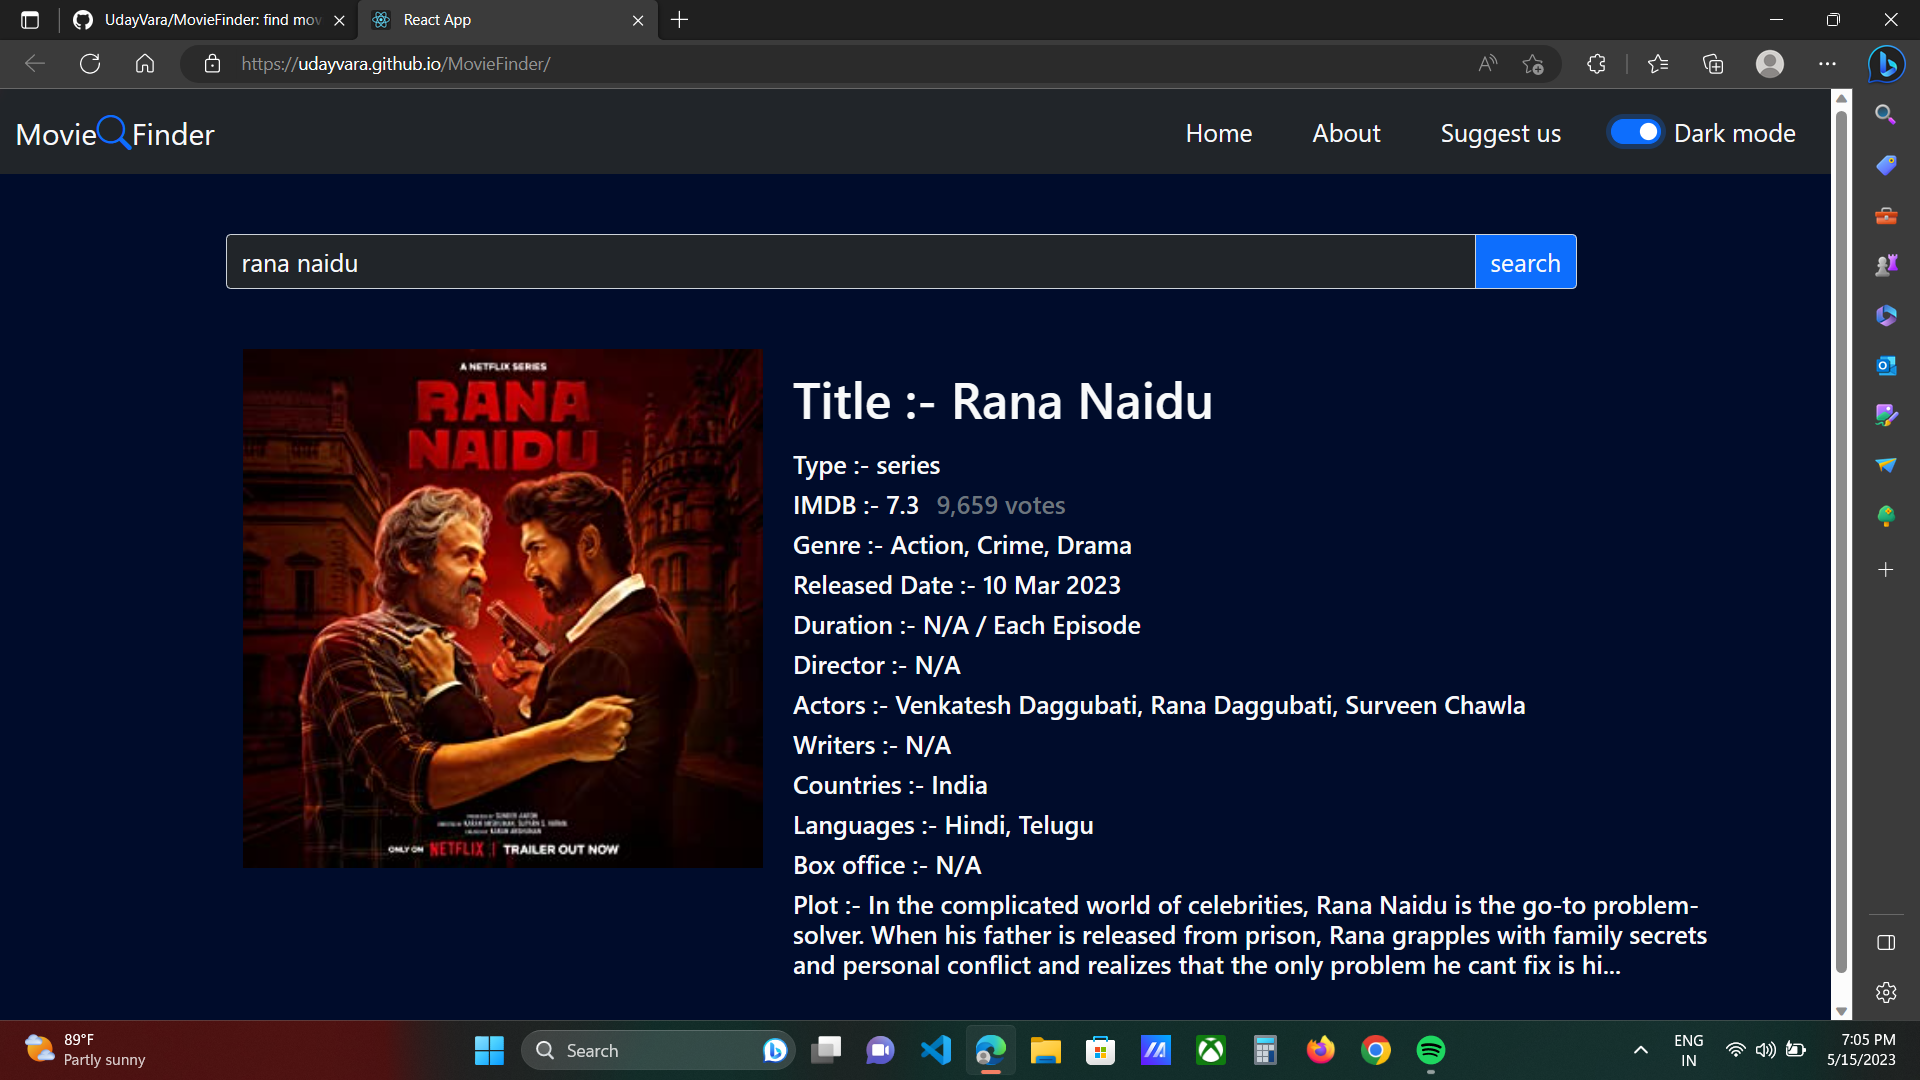 UdayVara/MovieFinder: find mov
React App
https://udayvara.github.io/MovieFinder/
MovieFinder
Home
About
Suggest us
Dark mode
rana naidu
search
A NETFLIX SERIES
RANA
NAIDU
ONLY ON NETFLIX | TRAILER OUT NOW
Title :- Rana Naidu
Type :- series
IMDB :- 7.3 9,659 votes
Genre :- Action, Crime, Drama
Released Date :- 10 Mar 2023
Duration :- N/A / Each Episode
Director :- N/A
Actors :- Venkatesh Daggubati, Rana Daggubati, Surveen Chawla
Writers :- N/A
Countries :- India
Languages :- Hindi, Telugu
Box office :- N/A
Plot :- In the complicated world of celebrities, Rana Naidu is the go-to problem-
solver. When his father is released from prison, Rana grapples with family secrets
and personal conflict and realizes that the only problem he cant fix is hi...
89°F
Partly sunny
Search
ENG
IN
7:05 PM
5/15/2023